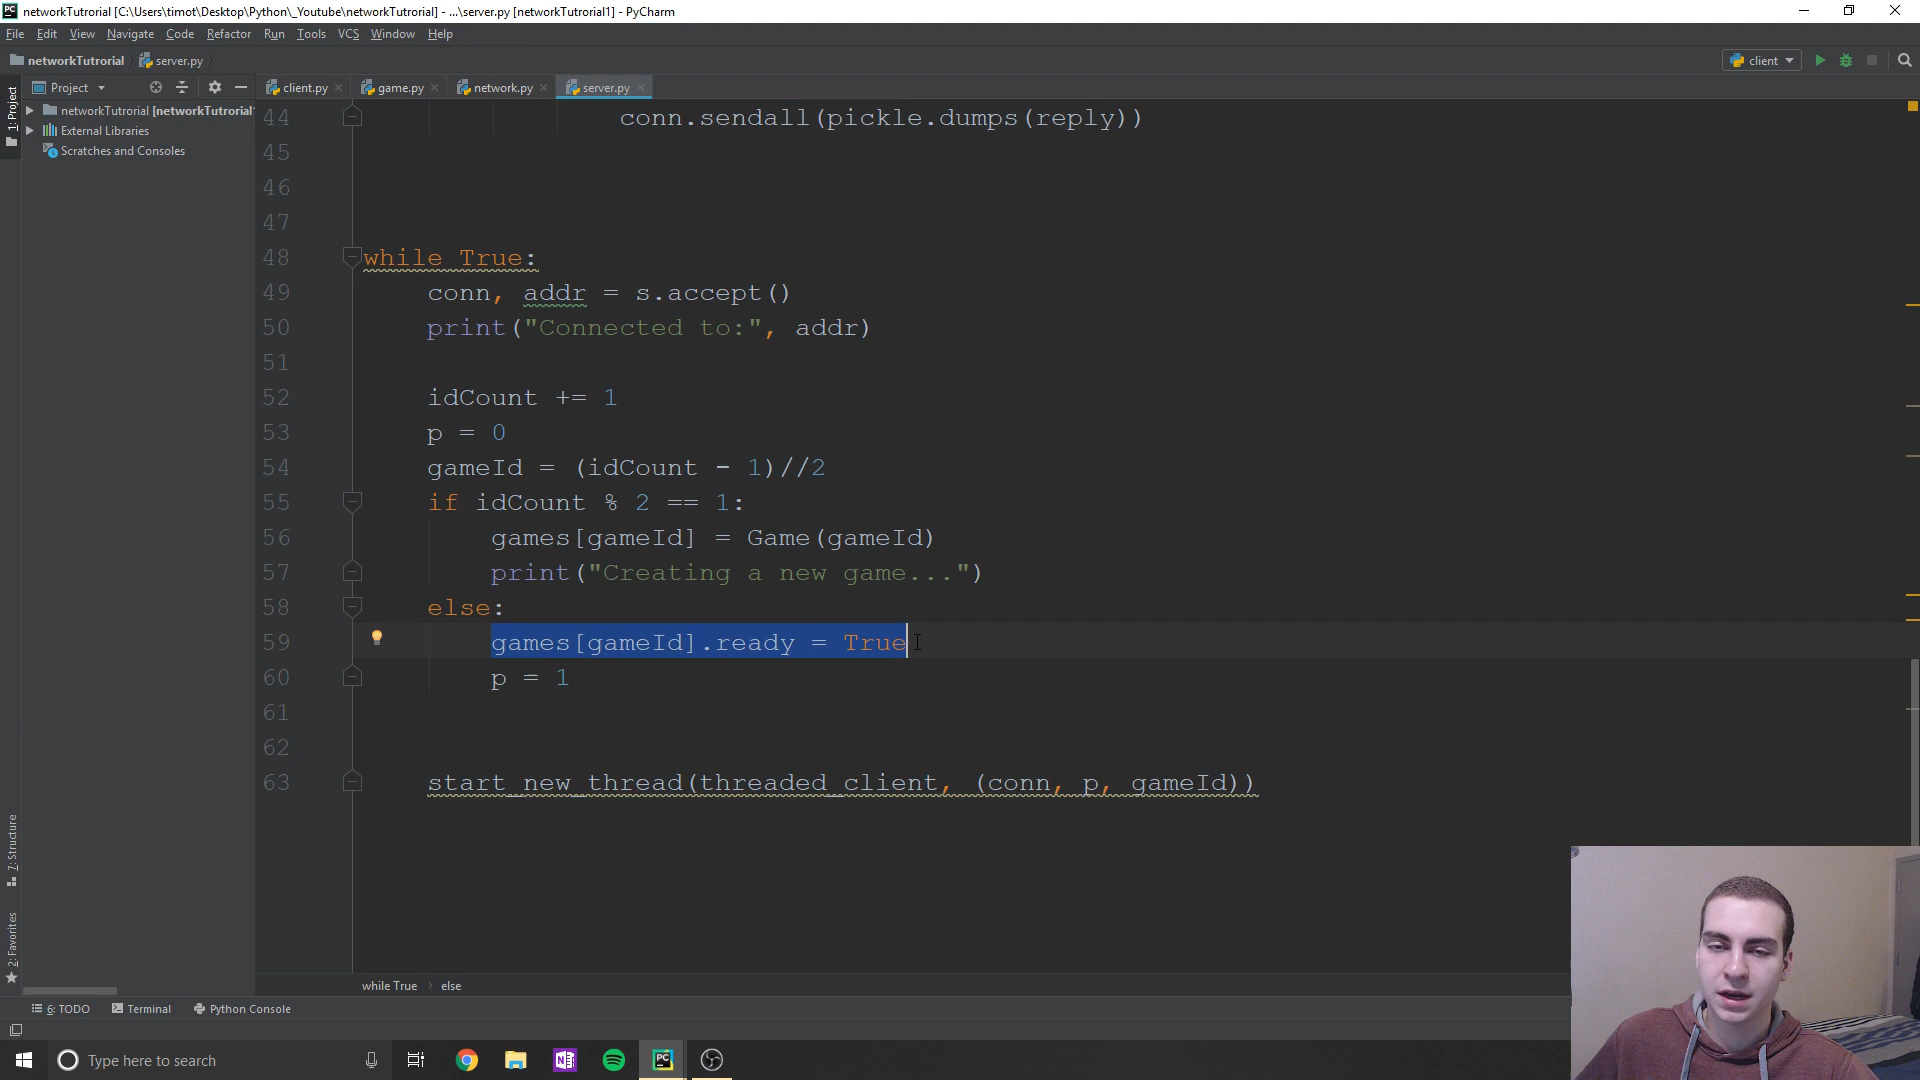 networkTutrorial [C:\Users\timot\Desktop\Python\_Youtube\networkTutrorial] - ...\server.py [networkTutorial1] - PyCharm
File Edit View Navigate Code Refactor Run Tools VCS Window Help
networkTutrorial server.py client
Project client.py game.py network.py server.py
1: Project
networkTutrorial [networkTutrorial
External Libraries
Scratches and Consoles
44 conn.sendall(pickle.dumps(reply))
45
46
47
48 while True:
49 conn, addr = s.accept()
50 print("Connected to:", addr)
51
52 idCount += 1
53 p = 0
54 gameId = (idCount - 1)//2
55 if idCount % 2 == 1:
56 games[gameId] = Game(gameId)
57 print("Creating a new game...")
58 else:
59 games[gameId].ready = True
60 p = 1
61
62
63 start_new_thread(threaded_client, (conn, p, gameId))
7: Structure
2: Favorites
while True › else
6: TODO Terminal Python Console
Type here to search